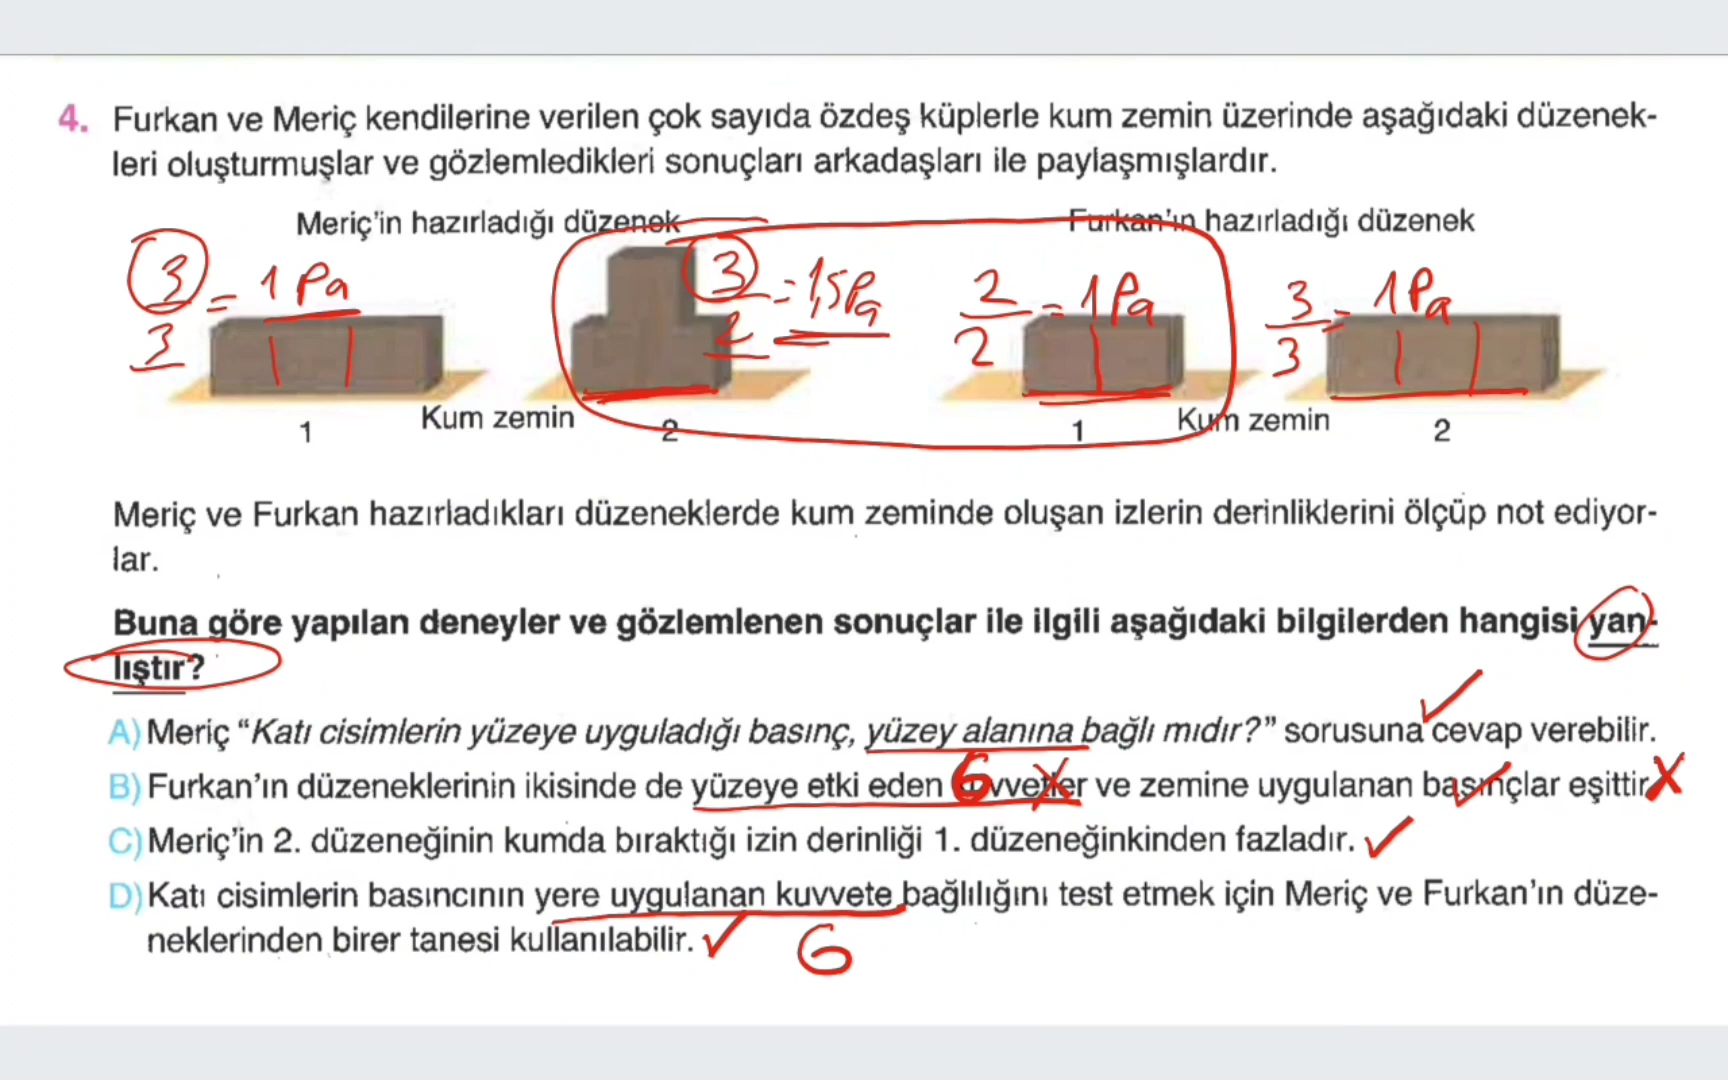 4. Furkan ve Meriç kendilerine verilen çok sayıda özdeş küplerle kum zemin üzerinde aşağıdaki düzenek-
leri oluşturmuşlar ve gözlemledikleri sonuçları arkadaşları ile paylaşmışlardır.
Meriç'in hazırladığı düzenek
Furkan'ın hazırladığı düzenek
3/3 = 1 Pa
3/2 = 1,5 Pa
2/2 = 1 Pa
3/3 = 1 Pa
1 Kum zemin 2
1 Kum zemin 2
Meriç ve Furkan hazırladıkları düzeneklerde kum zeminde oluşan izlerin derinliklerini ölçüp not ediyor-
lar.
Buna göre yapılan deneyler ve gözlemlenen sonuçlar ile ilgili aşağıdaki bilgilerden hangisi yan-
lıştır?
A) Meriç “Katı cisimlerin yüzeye uyguladığı basınç, yüzey alanına bağlı mıdır?” sorusuna cevap verebilir.
B) Furkan'ın düzeneklerinin ikisinde de yüzeye etki eden kuvvetler ve zemine uygulanan basınçlar eşittir.
G
C) Meriç'in 2. düzeneğinin kumda bıraktığı izin derinliği 1. düzeneğinkinden fazladır.
D) Katı cisimlerin basıncının yere uygulanan kuvvete bağlılığını test etmek için Meriç ve Furkan'ın düze-
neklerinden birer tanesi kullanılabilir.
G